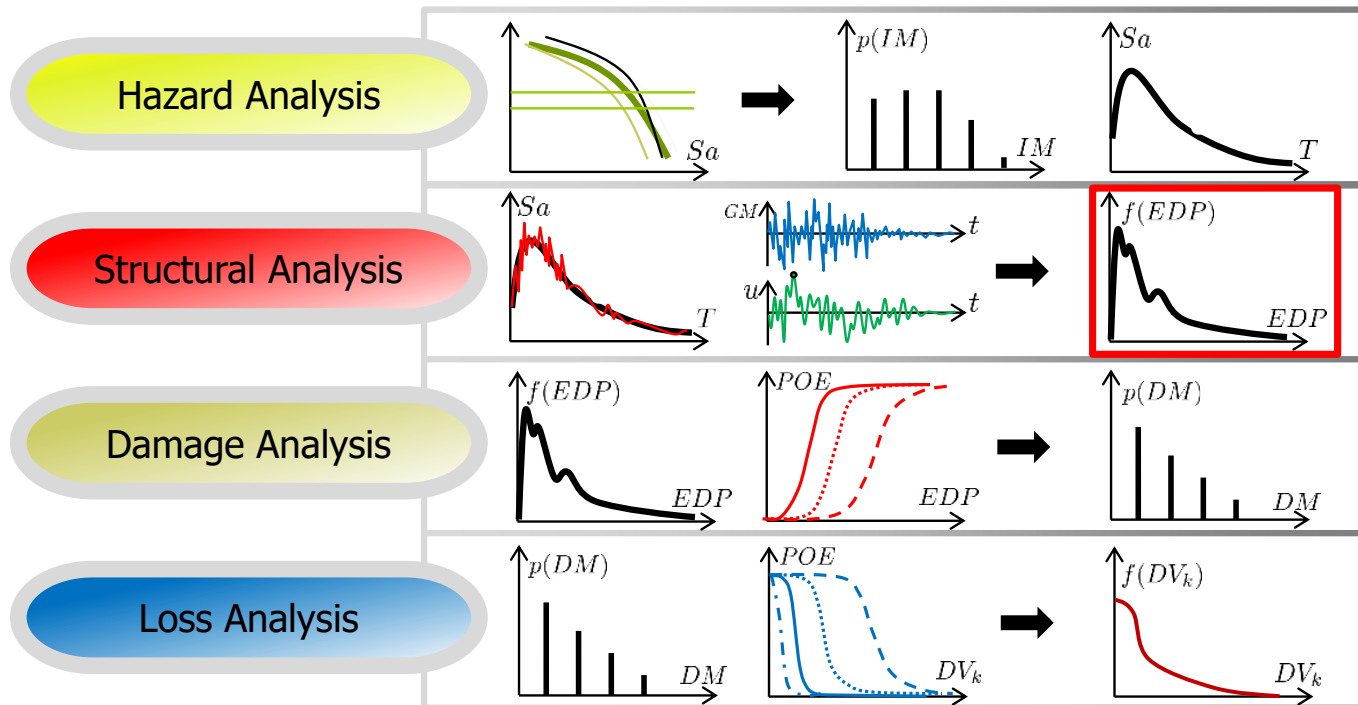 Hazard Analysis
Sa
p(IM)
IM
Sa
T
Structural Analysis
Sa
T
GM
t
u
t
f(EDP)
EDP
Damage Analysis
f(EDP)
EDP
POE
EDP
p(DM)
DM
Loss Analysis
p(DM)
DM
POE
DVₖ
f(DVₖ)
DVₖ